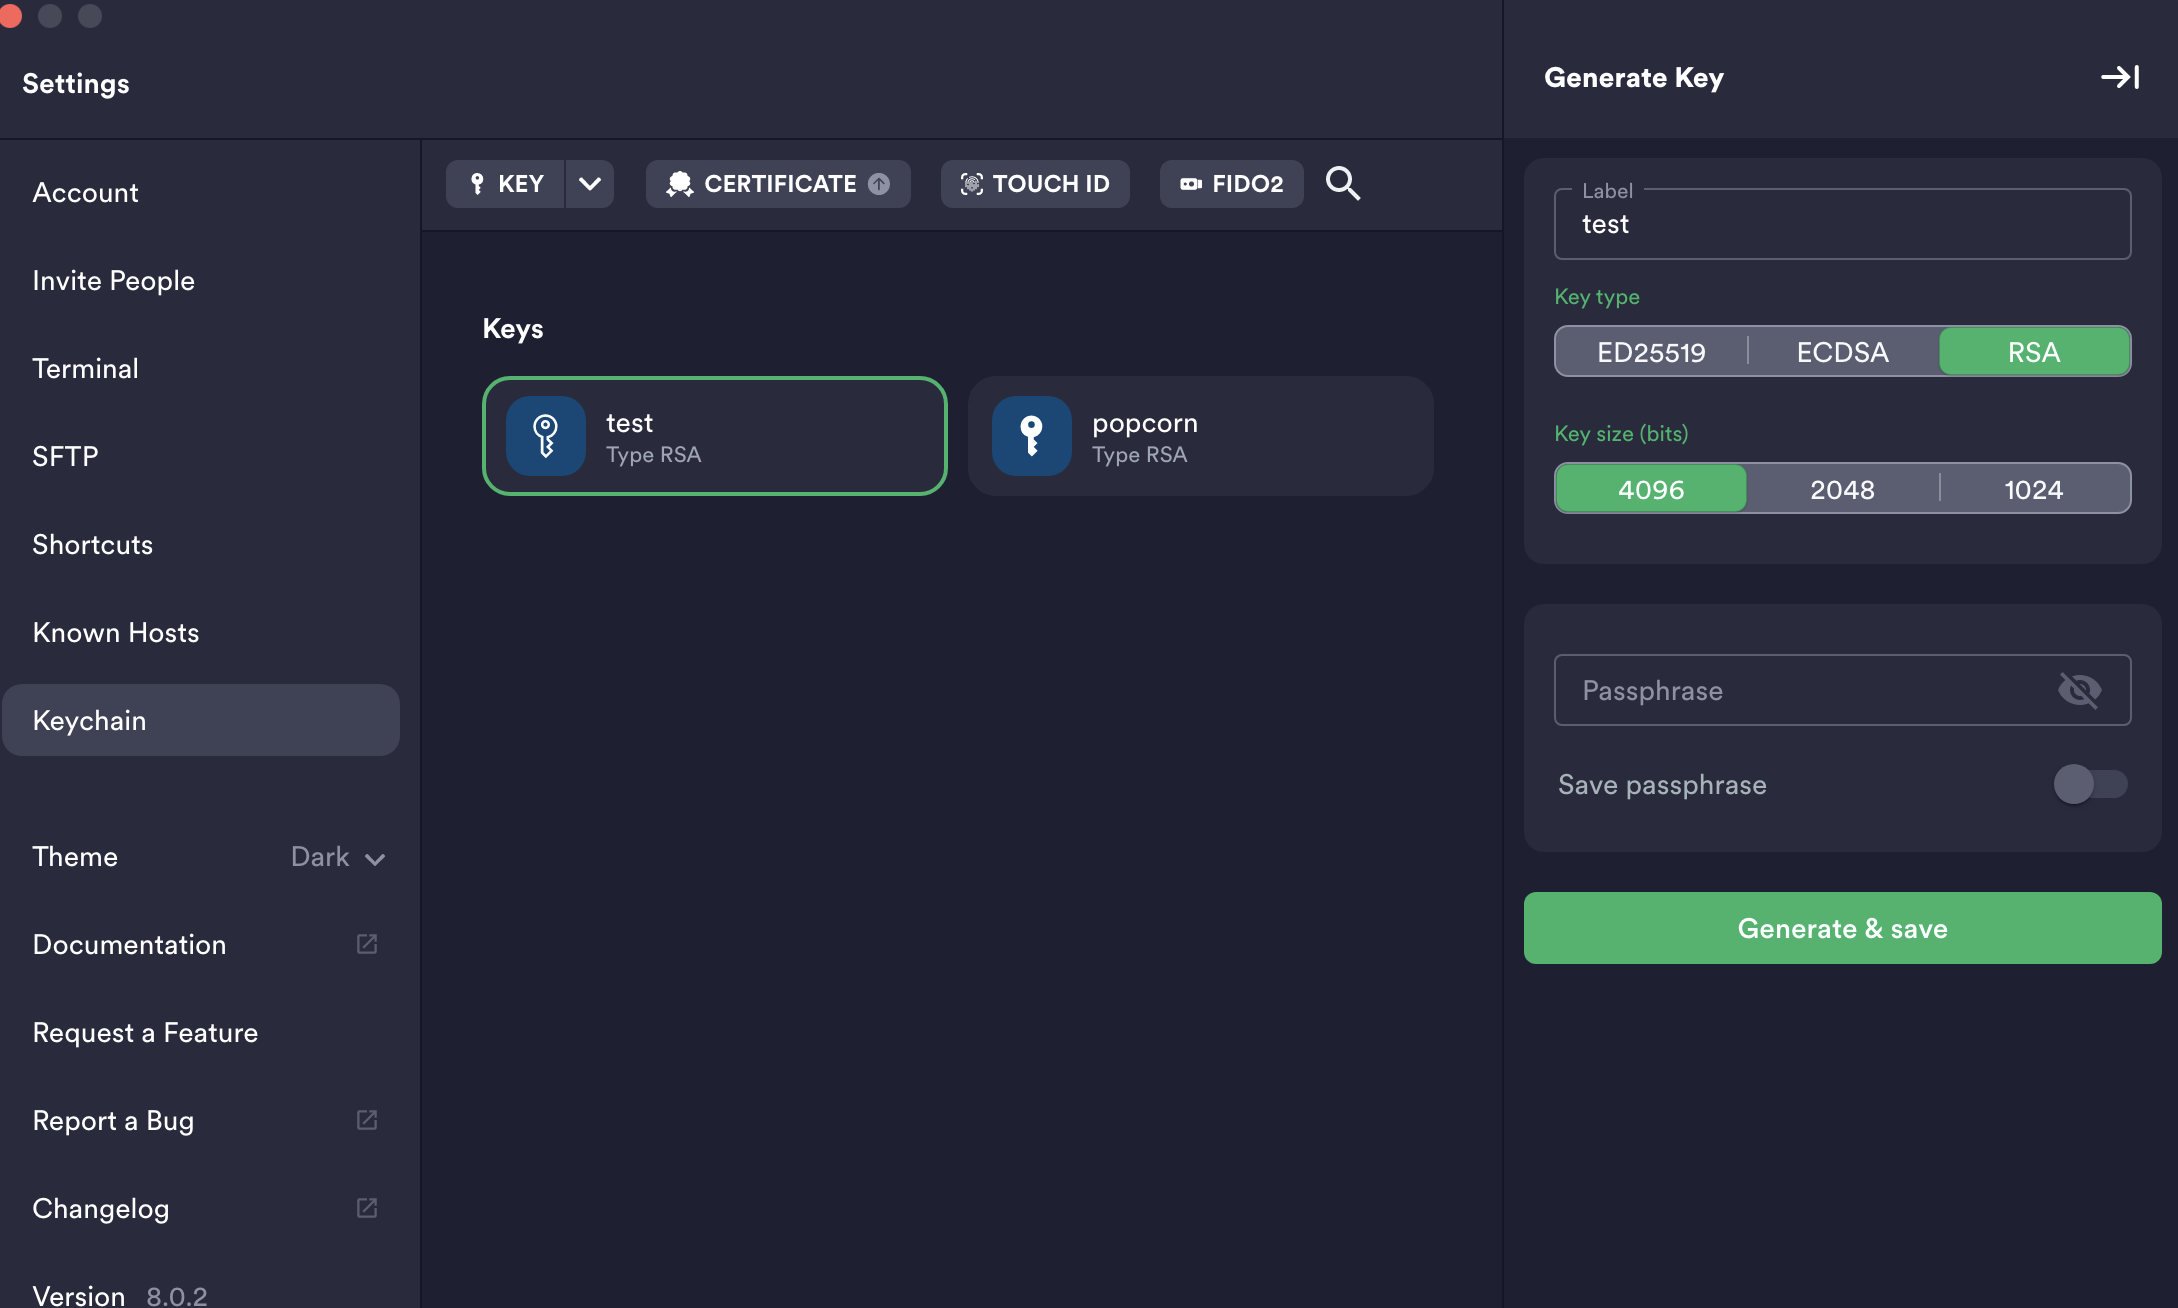 Settings
Account
Invite People
Terminal
SFTP
Shortcuts
Known Hosts
Keychain
Theme Dark
Documentation
Request a Feature
Report a Bug
Changelog
Version 8.0.2
KEY CERTIFICATE TOUCH ID FIDO2
Keys
test
Type RSA
popcorn
Type RSA
Generate Key
Label
test
Key type
ED25519 ECDSA RSA
Key size (bits)
4096 2048 1024
Passphrase
Save passphrase
Generate & save